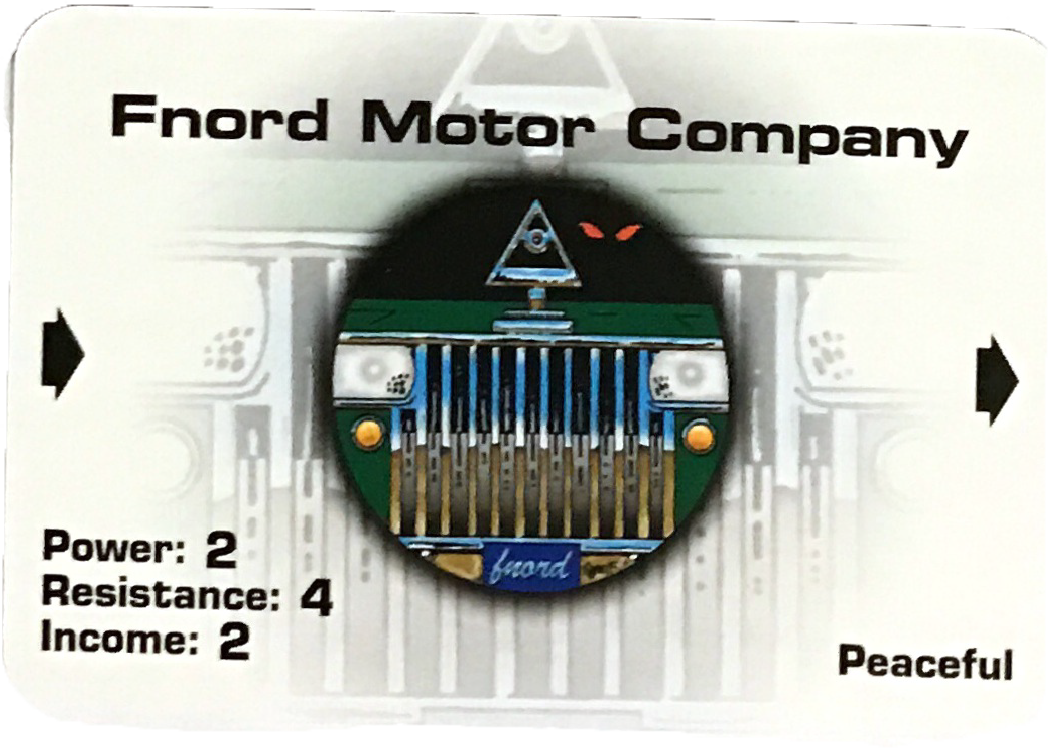 Fnord Motor Company
fnord
Power: 2
Resistance: 4
Income: 2
Peaceful